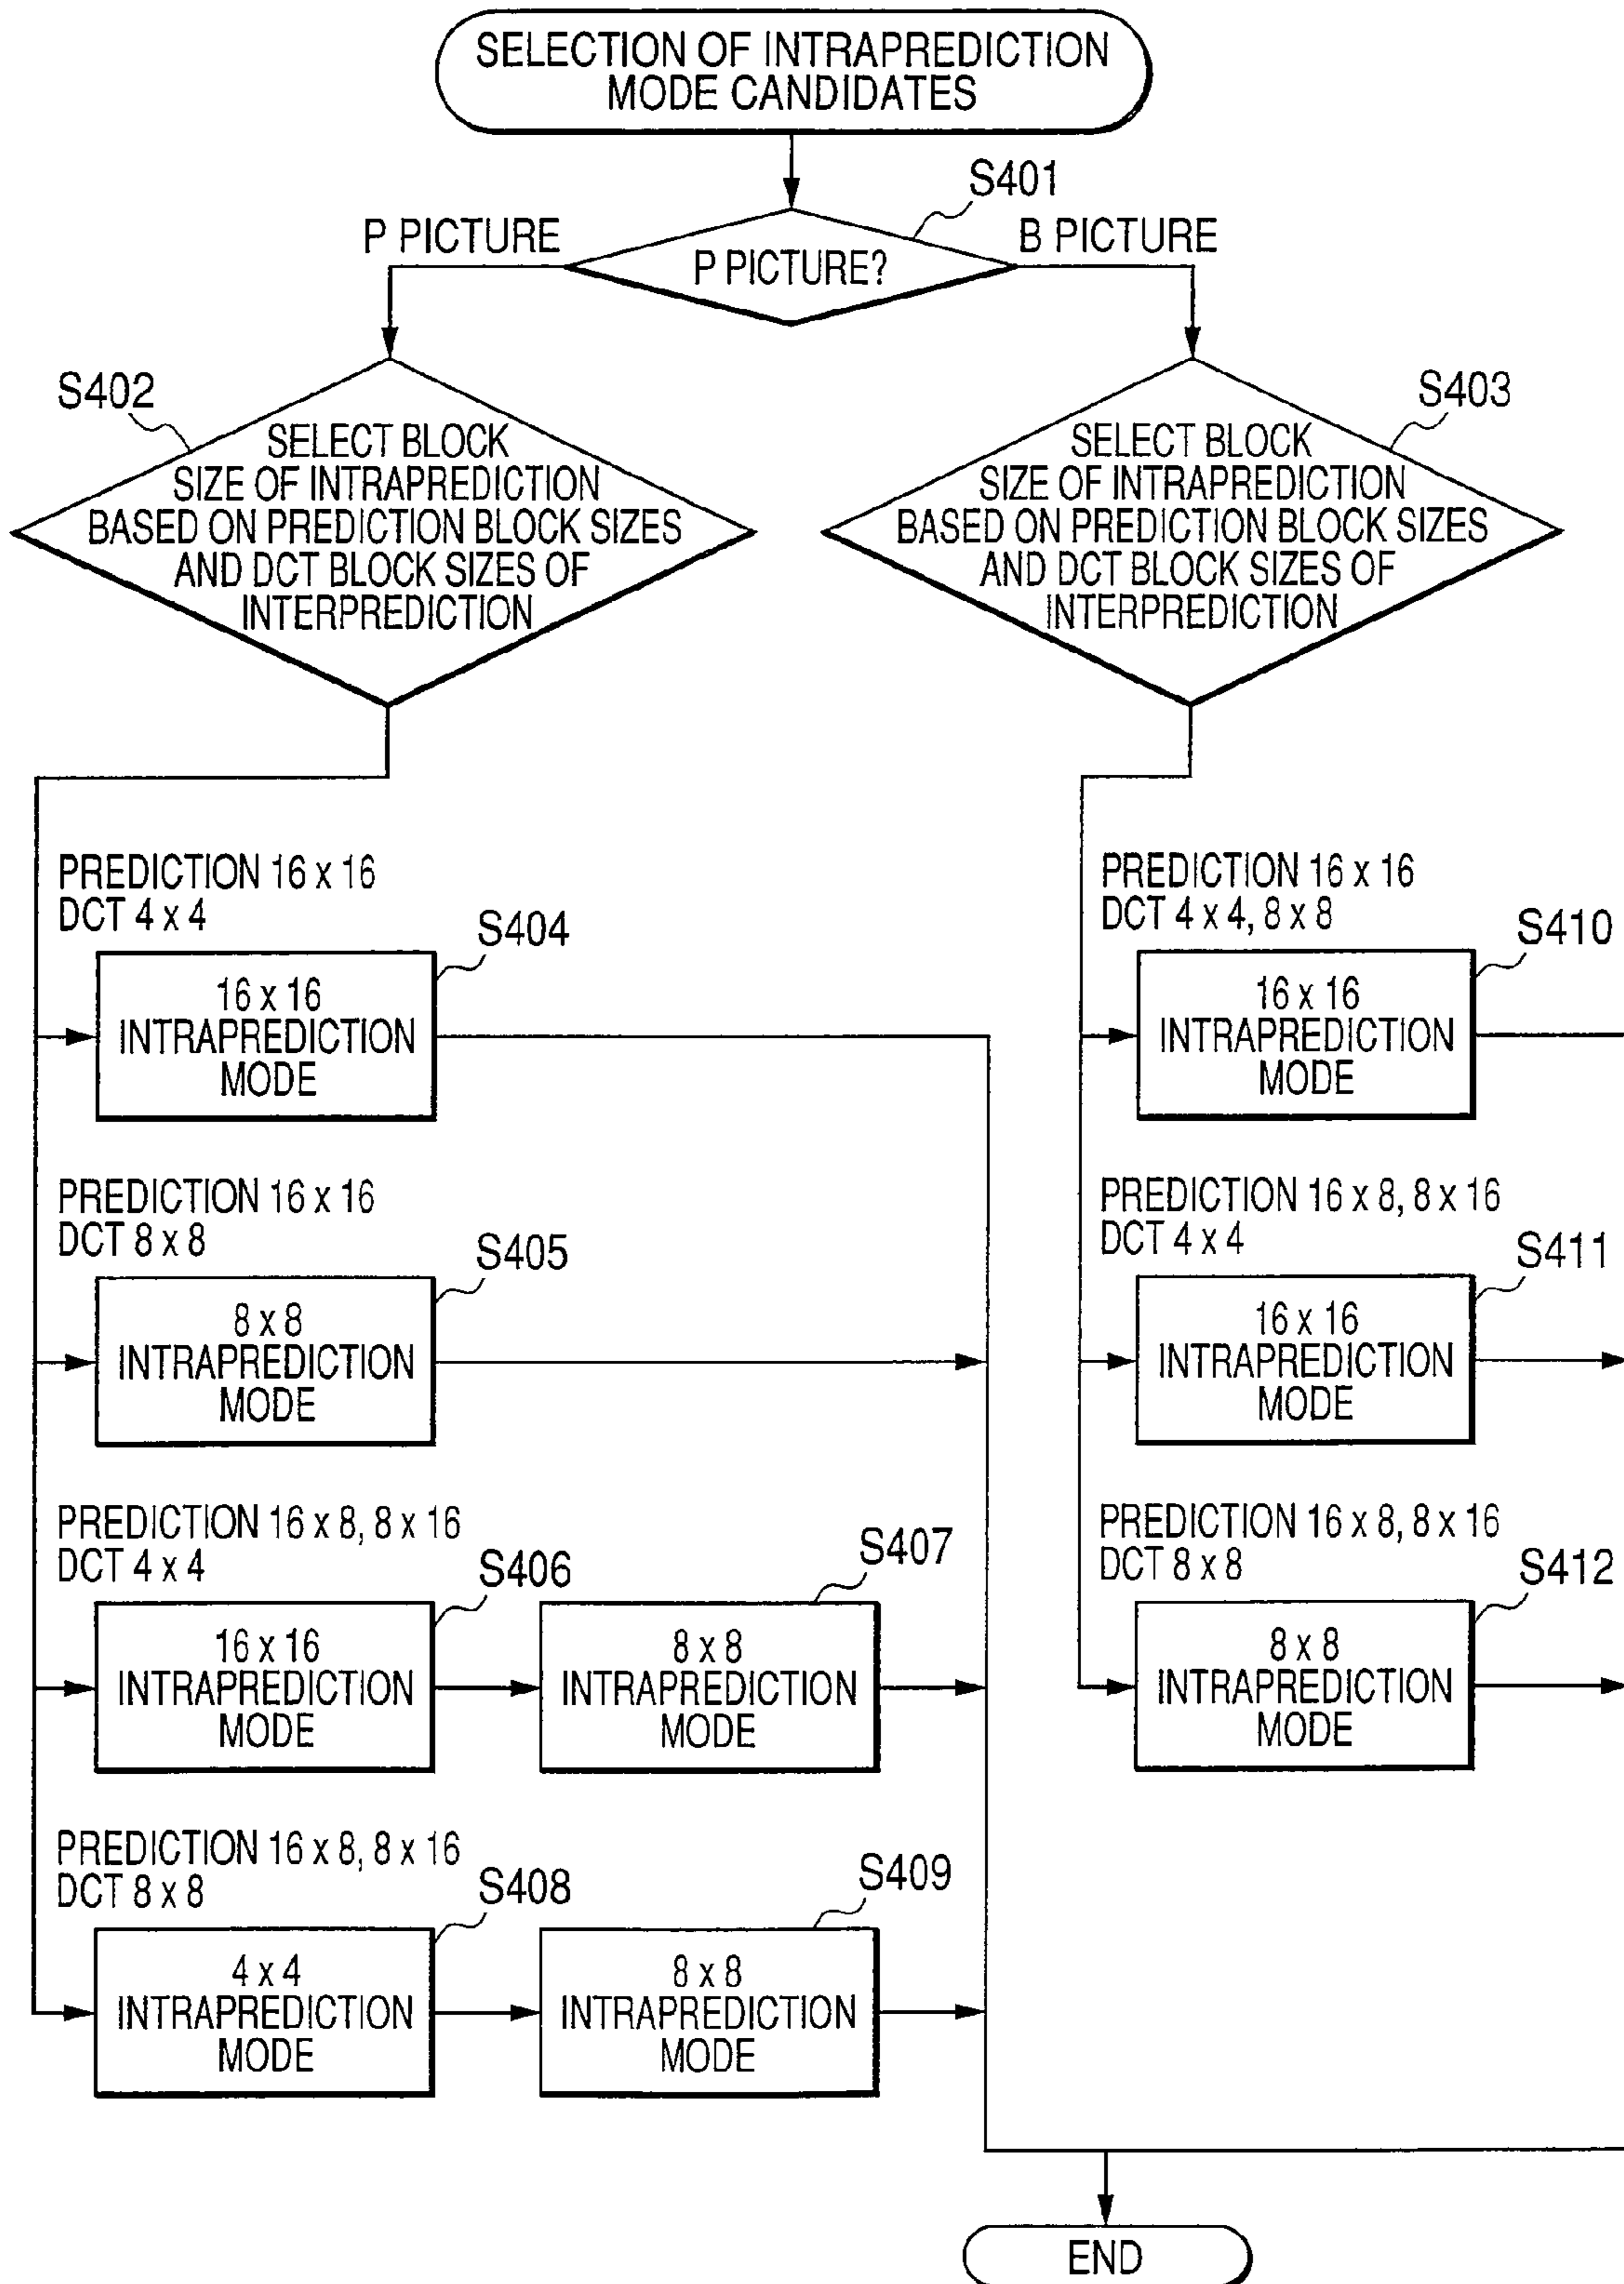 SELECTION OF INTRAPREDICTION
MODE CANDIDATES
S401
P PICTURE
P PICTURE?
B PICTURE
S402
SELECT BLOCK
SIZE OF INTRAPREDICTION
BASED ON PREDICTION BLOCK SIZES
AND DCT BLOCK SIZES OF
INTERPREDICTION
S403
SELECT BLOCK
SIZE OF INTRAPREDICTION
BASED ON PREDICTION BLOCK SIZES
AND DCT BLOCK SIZES OF
INTERPREDICTION
PREDICTION 16 x 16
DCT 4 x 4
S404
16 x 16
INTRAPREDICTION
MODE
PREDICTION 16 x 16
DCT 8 x 8
S405
8 x 8
INTRAPREDICTION
MODE
PREDICTION 16 x 8, 8 x 16
DCT 4 x 4
S406
16 x 16
INTRAPREDICTION
MODE
S407
8 x 8
INTRAPREDICTION
MODE
PREDICTION 16 x 8, 8 x 16
DCT 8 x 8
S408
4 x 4
INTRAPREDICTION
MODE
S409
8 x 8
INTRAPREDICTION
MODE
PREDICTION 16 x 16
DCT 4 x 4, 8 x 8
S410
16 x 16
INTRAPREDICTION
MODE
PREDICTION 16 x 8, 8 x 16
DCT 4 x 4
S411
16 x 16
INTRAPREDICTION
MODE
PREDICTION 16 x 8, 8 x 16
DCT 8 x 8
S412
8 x 8
INTRAPREDICTION
MODE
END